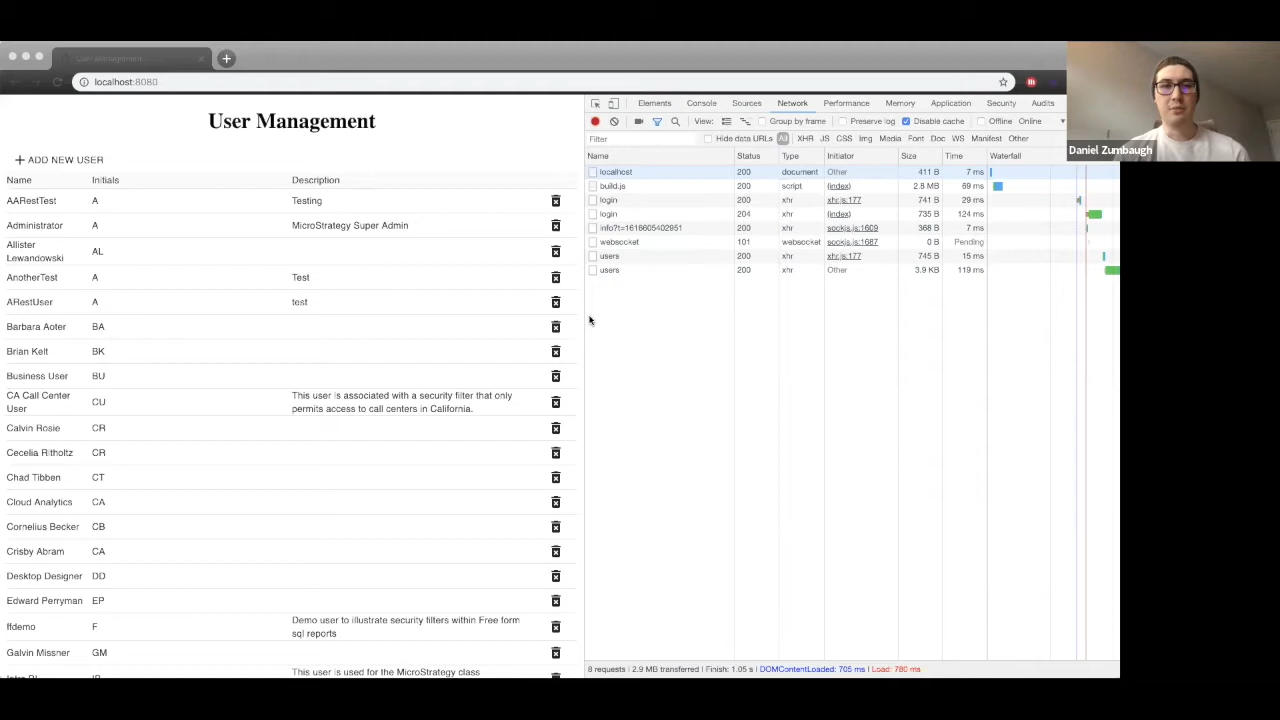 User Management
localhost:8080
Daniel Zumbaugh
User Management
ADD NEW USER
Name Initials Description
AARestTest A Testing
Administrator A MicroStrategy Super Admin
Allister
Lewandowski
AL
AnotherTest A Test
ARestUser A test
Barbara Aoter BA
Brian Kelt BK
Business User BU
CA Call Center
User
CU
This user is associated with a security filter that only
permits access to call centers in California.
Calvin Rosie CR
Cecelia Ritholtz CR
Chad Tibben CT
Cloud Analytics CA
Cornelius Becker CB
Crisby Abram CA
Desktop Designer DD
Edward Perryman EP
ffdemo F
Demo user to illustrate security filters within Free form
sql reports
Galvin Missner GM
This user is used for the MicroStrategy class
Elements Console Sources Network Performance Memory Application Security Audits
View: Group by frame Preserve log Disable cache Offline Online
Filter Hide data URLs All XHR JS CSS Img Media Font Doc WS Manifest Other
Name Status Type Initiator Size Time Waterfall
localhost 200 document Other 411 B 7 ms
build.js 200 script (index) 2.8 MB 69 ms
login 200 xhr xhr.js:177 741 B 29 ms
login 204 xhr (index) 735 B 124 ms
info?t=1616605402951 200 xhr sockjs.js:1609 368 B 7 ms
websocket 101 websocket sockjs.js:1687 0 B Pending
users 200 xhr xhr.js:177 745 B 15 ms
users 200 xhr Other 3.9 KB 119 ms
8 requests | 2.9 MB transferred | Finish: 1.05 s | DOMContentLoaded: 705 ms | Load: 780 ms